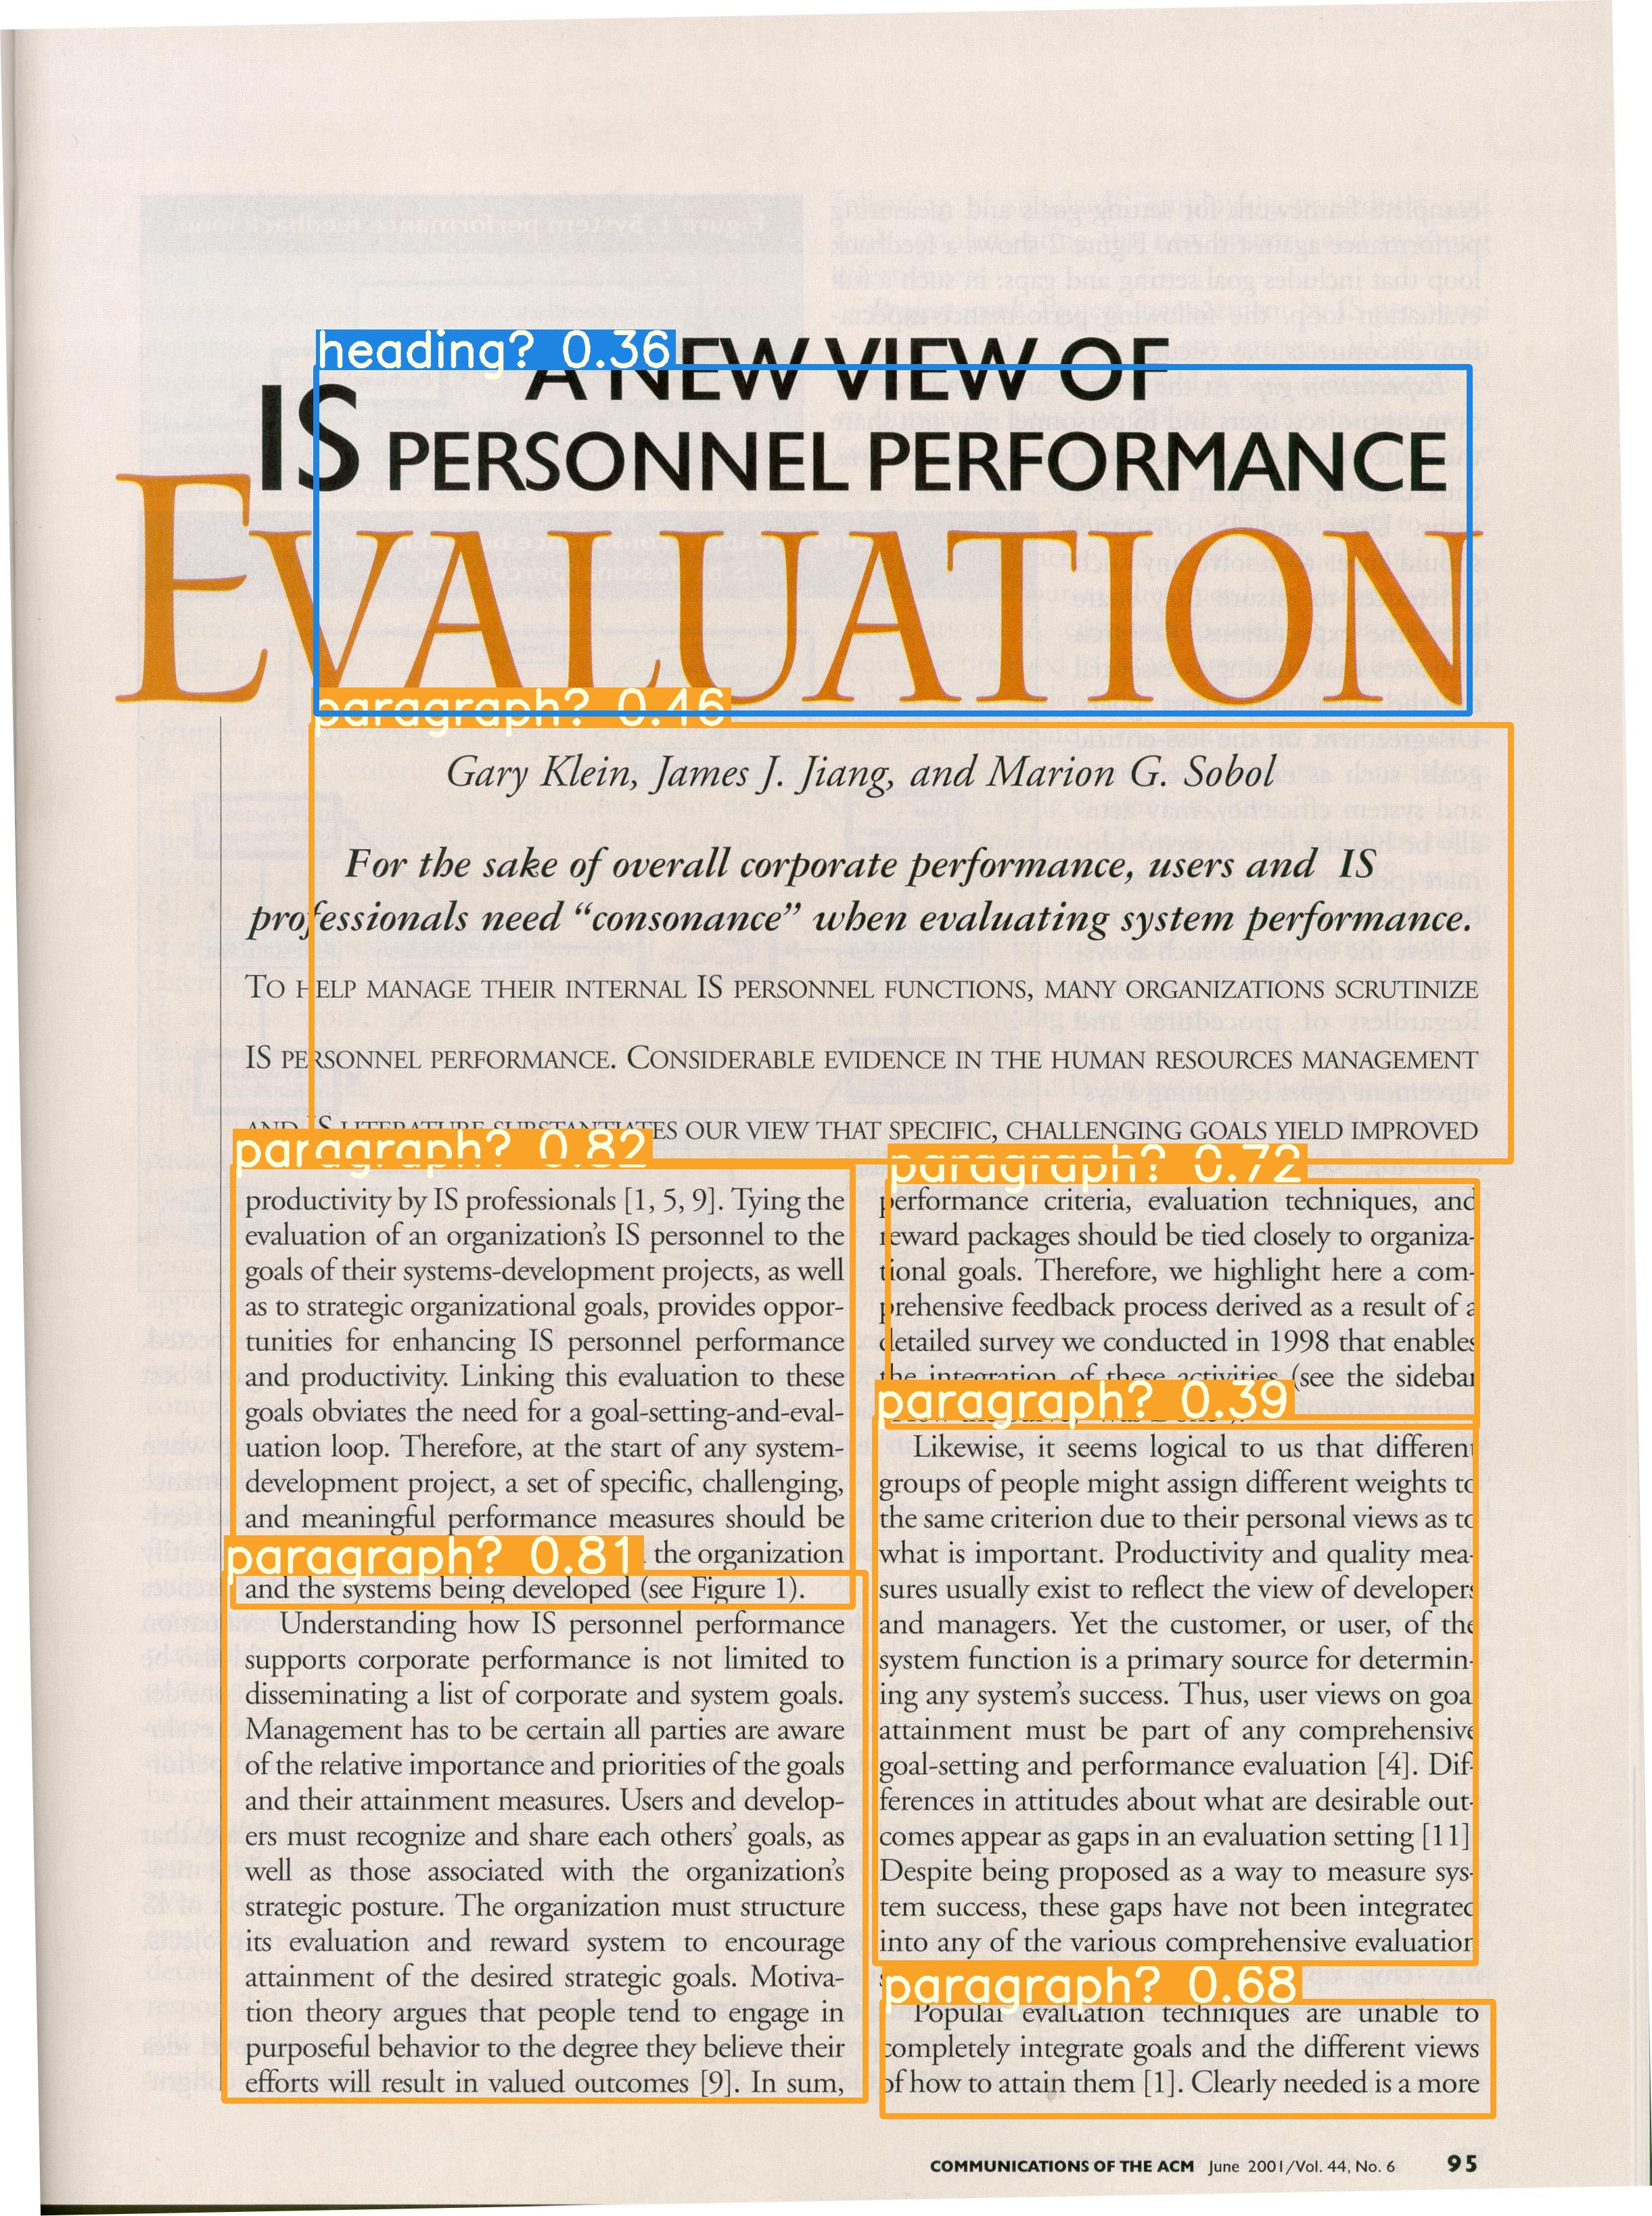 heading? 0.36
A NEW VIEW OF
IS PERSONNEL PERFORMANCE
EVALUATION
paragraph? 0.46
Gary Klein, James J. Jiang, and Marion G. Sobol
For the sake of overall corporate performance, users and IS
professionals need “consonance” when evaluating system performance.
TO HELP MANAGE THEIR INTERNAL IS PERSONNEL FUNCTIONS, MANY ORGANIZATIONS SCRUTINIZE
IS PERSONNEL PERFORMANCE. CONSIDERABLE EVIDENCE IN THE HUMAN RESOURCES MANAGEMENT
AND IS LITERATURE SUBSTANTIATES OUR VIEW THAT SPECIFIC, CHALLENGING GOALS YIELD IMPROVED
paragraph? 0.82
productivity by IS professionals [1, 5, 9]. Tying the
evaluation of an organization’s IS personnel to the
goals of their systems-development projects, as well
as to strategic organizational goals, provides oppor-
tunities for enhancing IS personnel performance
and productivity. Linking this evaluation to these
goals obviates the need for a goal-setting-and-eval-
uation loop. Therefore, at the start of any system-
development project, a set of specific, challenging,
and meaningful performance measures should be
paragraph? 0.81
the organization
and the systems being developed (see Figure 1).
Understanding how IS personnel performance
supports corporate performance is not limited to
disseminating a list of corporate and system goals.
Management has to be certain all parties are aware
of the relative importance and priorities of the goals
and their attainment measures. Users and develop-
ers must recognize and share each others’ goals, as
well as those associated with the organization’s
strategic posture. The organization must structure
its evaluation and reward system to encourage
attainment of the desired strategic goals. Motiva-
tion theory argues that people tend to engage in
purposeful behavior to the degree they believe their
efforts will result in valued outcomes [9]. In sum,
paragraph? 0.72
performance criteria, evaluation techniques, and
reward packages should be tied closely to organiza-
tional goals. Therefore, we highlight here a com-
prehensive feedback process derived as a result of a
detailed survey we conducted in 1998 that enables
the integration of these activities (see the sidebar
paragraph? 0.39
Likewise, it seems logical to us that different
groups of people might assign different weights to
the same criterion due to their personal views as to
what is important. Productivity and quality mea-
sures usually exist to reflect the view of developers
and managers. Yet the customer, or user, of the
system function is a primary source for determin-
ing any system’s success. Thus, user views on goal
attainment must be part of any comprehensive
goal-setting and performance evaluation [4]. Dif-
ferences in attitudes about what are desirable out-
comes appear as gaps in an evaluation setting [11]
Despite being proposed as a way to measure sys-
tem success, these gaps have not been integrated
into any of the various comprehensive evaluation
paragraph? 0.68
Popular evaluation techniques are unable to
completely integrate goals and the different views
of how to attain them [1]. Clearly needed is a more
COMMUNICATIONS OF THE ACM June 2001/Vol. 44, No. 6 95